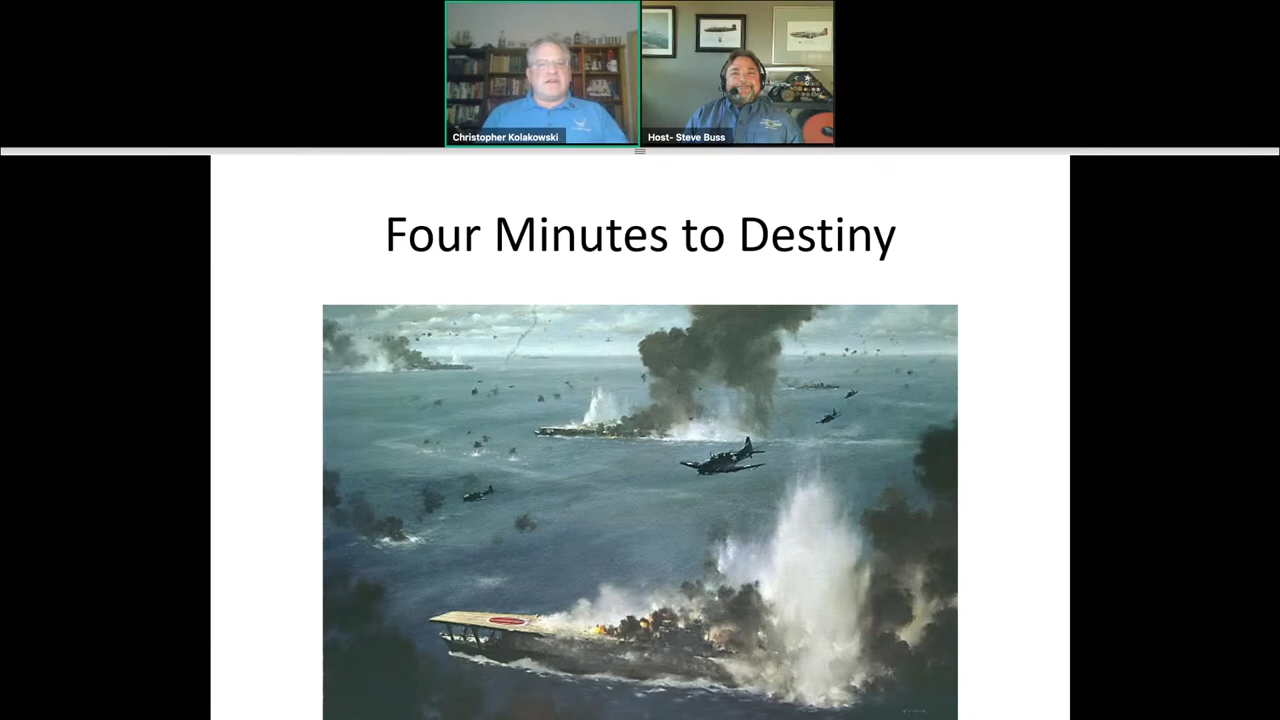 Christopher Kolakowski
Host- Steve Buss
Four Minutes to Destiny